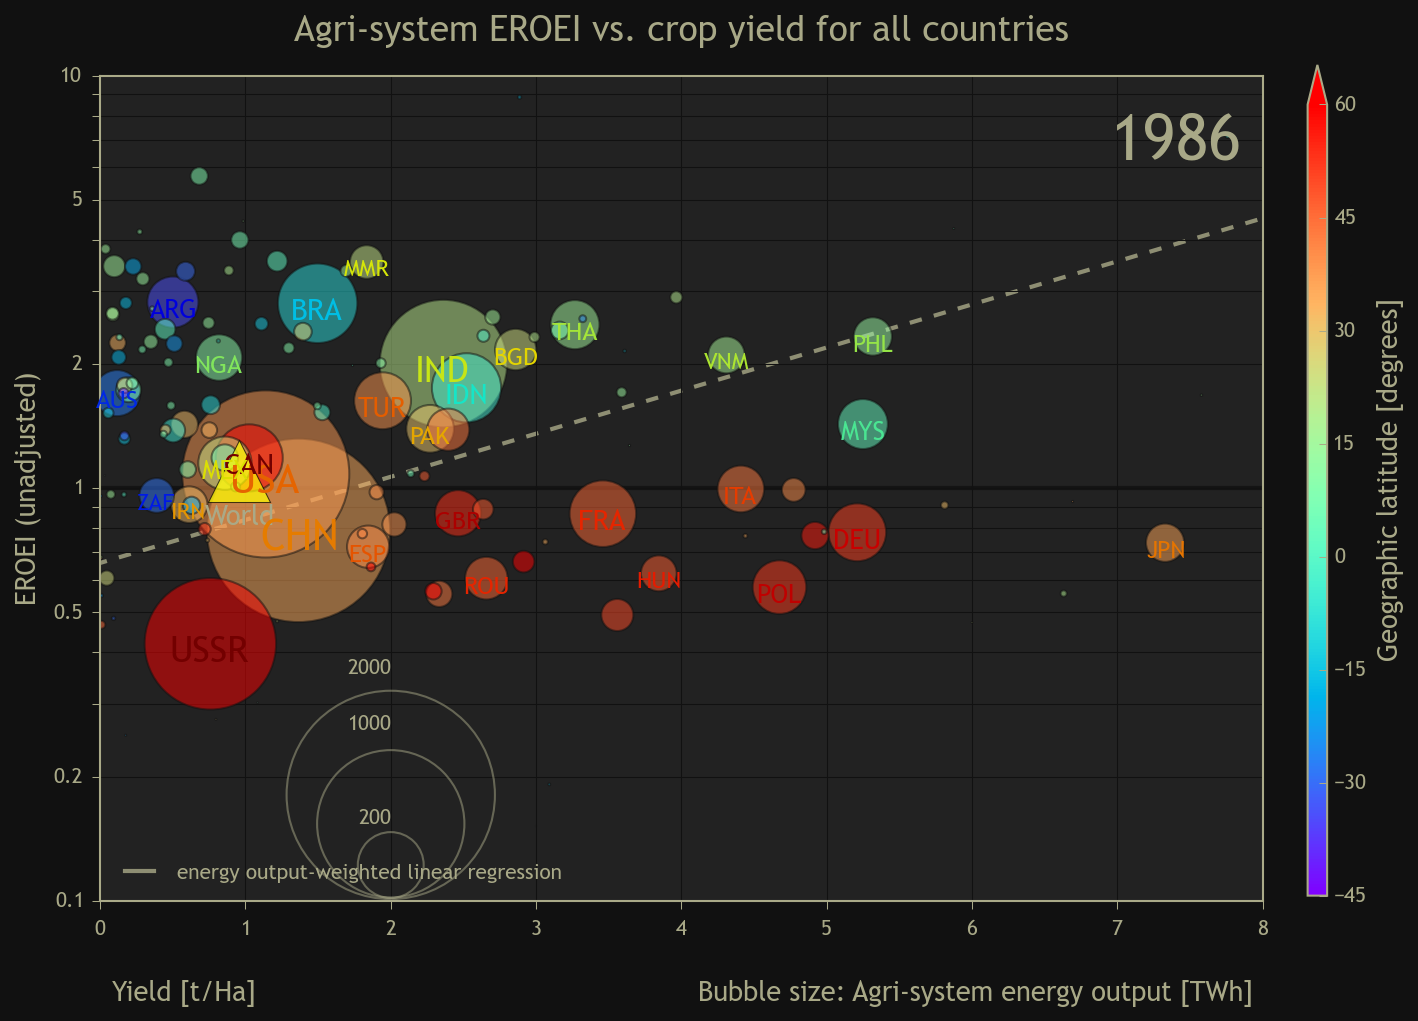 Agri-system EROEI vs. crop yield for all countries
1986
EROEI (unadjusted)
10
5
2
1
0.5
0.2
0.1
MMR
ARG
BRA
THA
PHL
NGA
IND
BGD
VNM
AUS
TUR
IDN
PAK
MYS
CAN
USA
ZAF
IRN
World
CHN
ITA
GBR
FRA
DEU
JPN
ESP
ROU
HUN
POL
USSR
2000
1000
200
energy output-weighted linear regression
0 1 2 3 4 5 6 7 8
Yield [t/Ha]
Bubble size: Agri-system energy output [TWh]
60
45
30
15
0
−15
−30
−45
Geographic latitude [degrees]